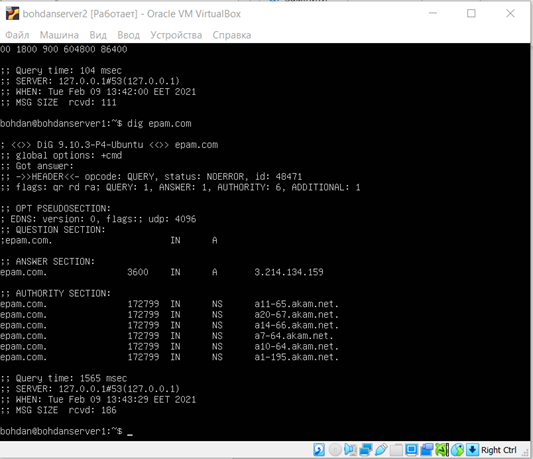 bohdanserver2 [Работает] - Oracle VM VirtualBox
Файл Машина Вид Ввод Устройства Справка
00 1800 900 604800 86400
;; Query time: 104 msec
;; SERVER: 127.0.0.1#53(127.0.0.1)
;; WHEN: Tue Feb 09 13:42:00 EET 2021
;; MSG SIZE  rcvd: 111
bohdan@bohdanserver1:~$ dig epam.com
; <<>> DiG 9.10.3-P4-Ubuntu <<>> epam.com
;; global options: +cmd
;; Got answer:
;; ->>HEADER<<- opcode: QUERY, status: NOERROR, id: 48471
;; flags: qr rd ra; QUERY: 1, ANSWER: 1, AUTHORITY: 6, ADDITIONAL: 1
;; OPT PSEUDOSECTION:
; EDNS: version: 0, flags:; udp: 4096
;; QUESTION SECTION:
;epam.com. IN A
;; ANSWER SECTION:
epam.com. 3600 IN A 3.214.134.159
;; AUTHORITY SECTION:
epam.com. 172799 IN NS a11-65.akam.net.
epam.com. 172799 IN NS a20-67.akam.net.
epam.com. 172799 IN NS a14-66.akam.net.
epam.com. 172799 IN NS a7-64.akam.net.
epam.com. 172799 IN NS a10-64.akam.net.
epam.com. 172799 IN NS a1-195.akam.net.
;; Query time: 1565 msec
;; SERVER: 127.0.0.1#53(127.0.0.1)
;; WHEN: Tue Feb 09 13:43:29 EET 2021
;; MSG SIZE  rcvd: 186
bohdan@bohdanserver1:~$ _
Right Ctrl